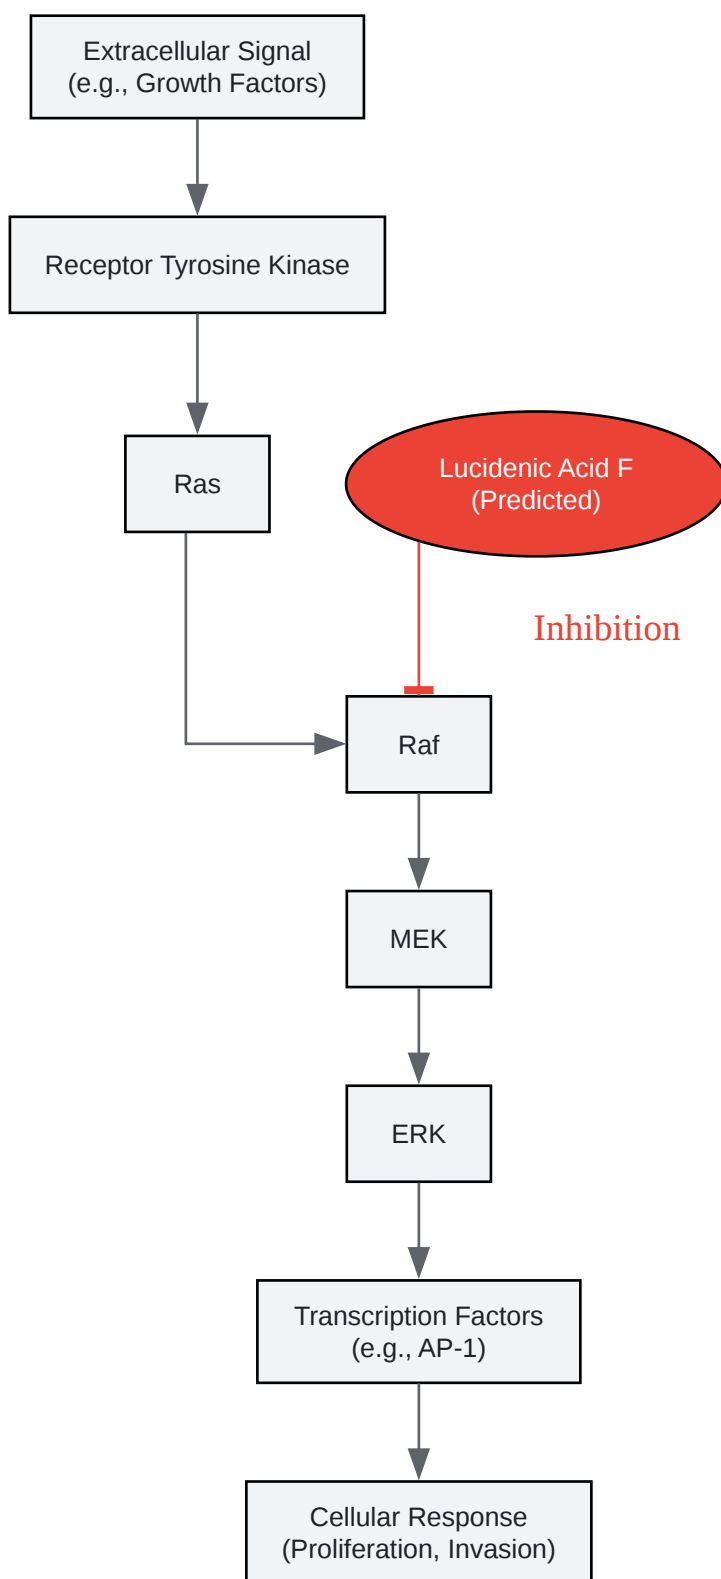 Extracellular Signal
(e.g., Growth Factors)
Receptor Tyrosine Kinase
Ras
Lucidenic Acid F
(Predicted)
Inhibition
Raf
MEK
ERK
Transcription Factors
(e.g., AP-1)
Cellular Response
(Proliferation, Invasion)